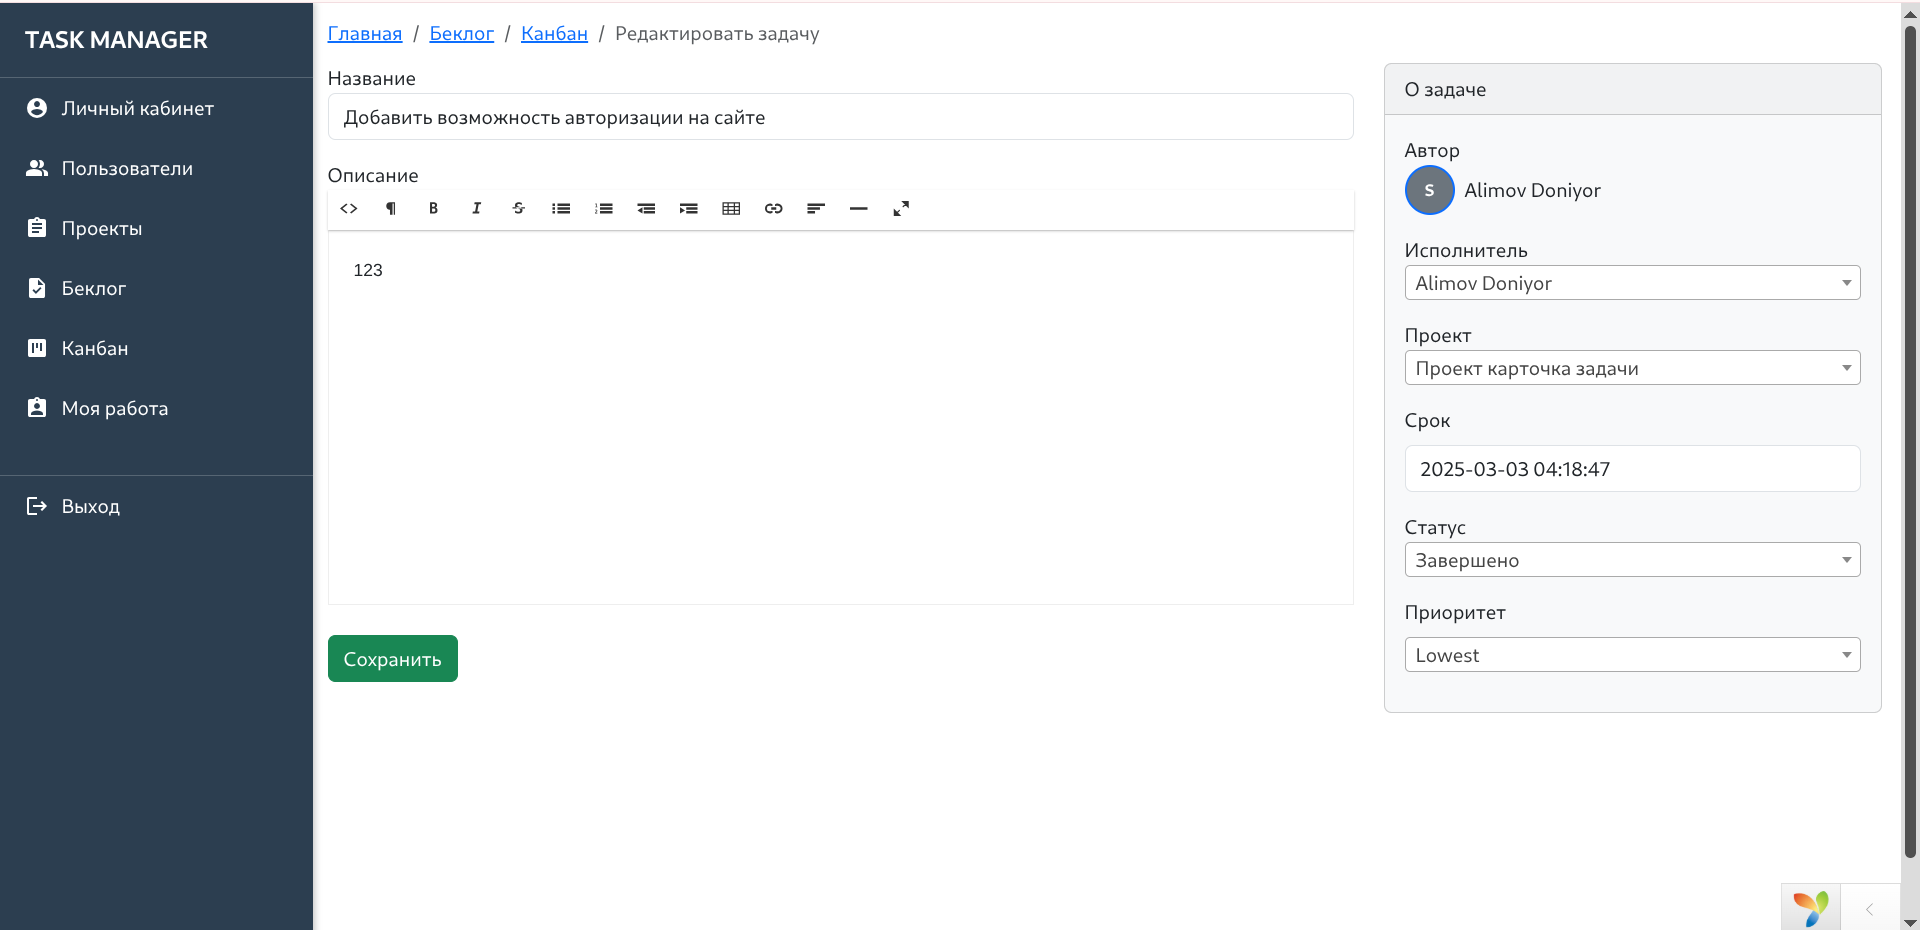 TASK MANAGER
Личный кабинет
Пользователи
Проекты
Беклог
Канбан
Моя работа
Выход
Главная / Беклог / Канбан / Редактировать задачу
Название
Добавить возможность авторизации на сайте
Описание
123
Сохранить
О задаче
Автор
S Alimov Doniyor
Исполнитель
Alimov Doniyor
Проект
Проект карточка задачи
Срок
2025-03-03 04:18:47
Статус
Завершено
Приоритет
Lowest